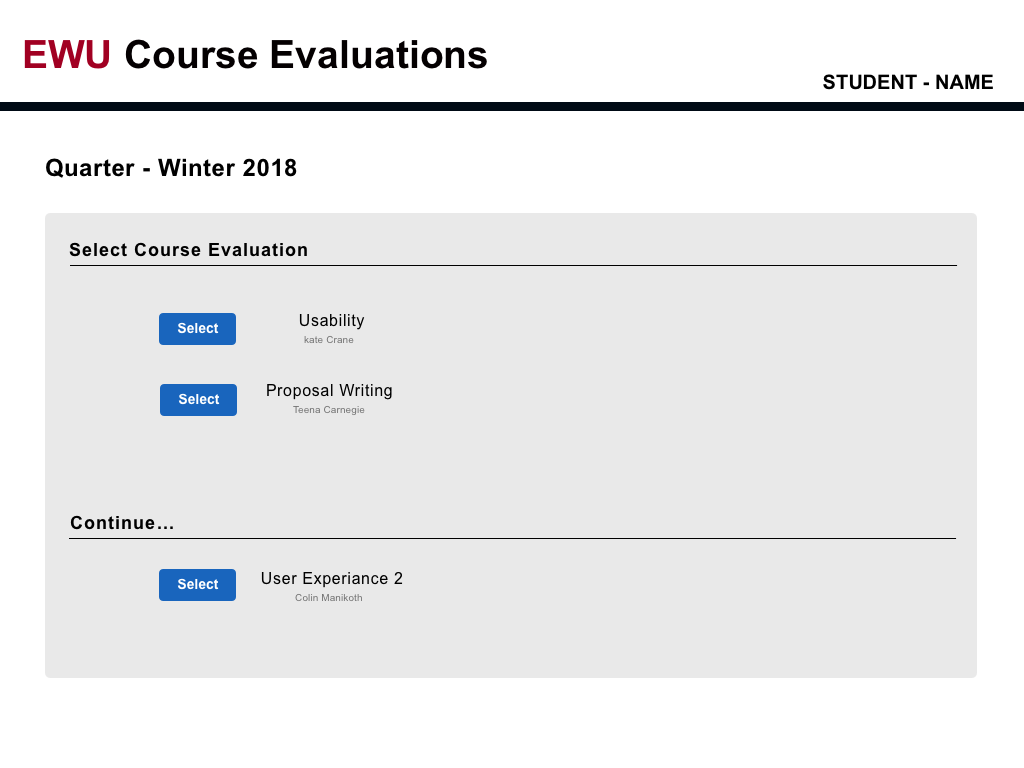 EWU Course Evaluations
STUDENT - NAME
Quarter - Winter 2018
Select Course Evaluation
Select
Usability
kate Crane
Select
Proposal Writing
Teena Carnegie
Continue...
Select
User Experiance 2
Colin Manikoth